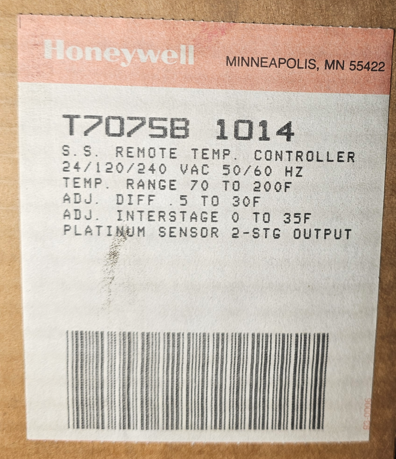 Honeywell MINNEAPOLIS, MN 55422
T7075B 1014
S.S. REMOTE TEMP. CONTROLLER
24/120/240 VAC 50/60 HZ
TEMP. RANGE 70 TO 200F
ADJ. DIFF .5 TO 30F
ADJ. INTERSTAGE 0 TO 35F
PLATINUM SENSOR 2-STG OUTPUT